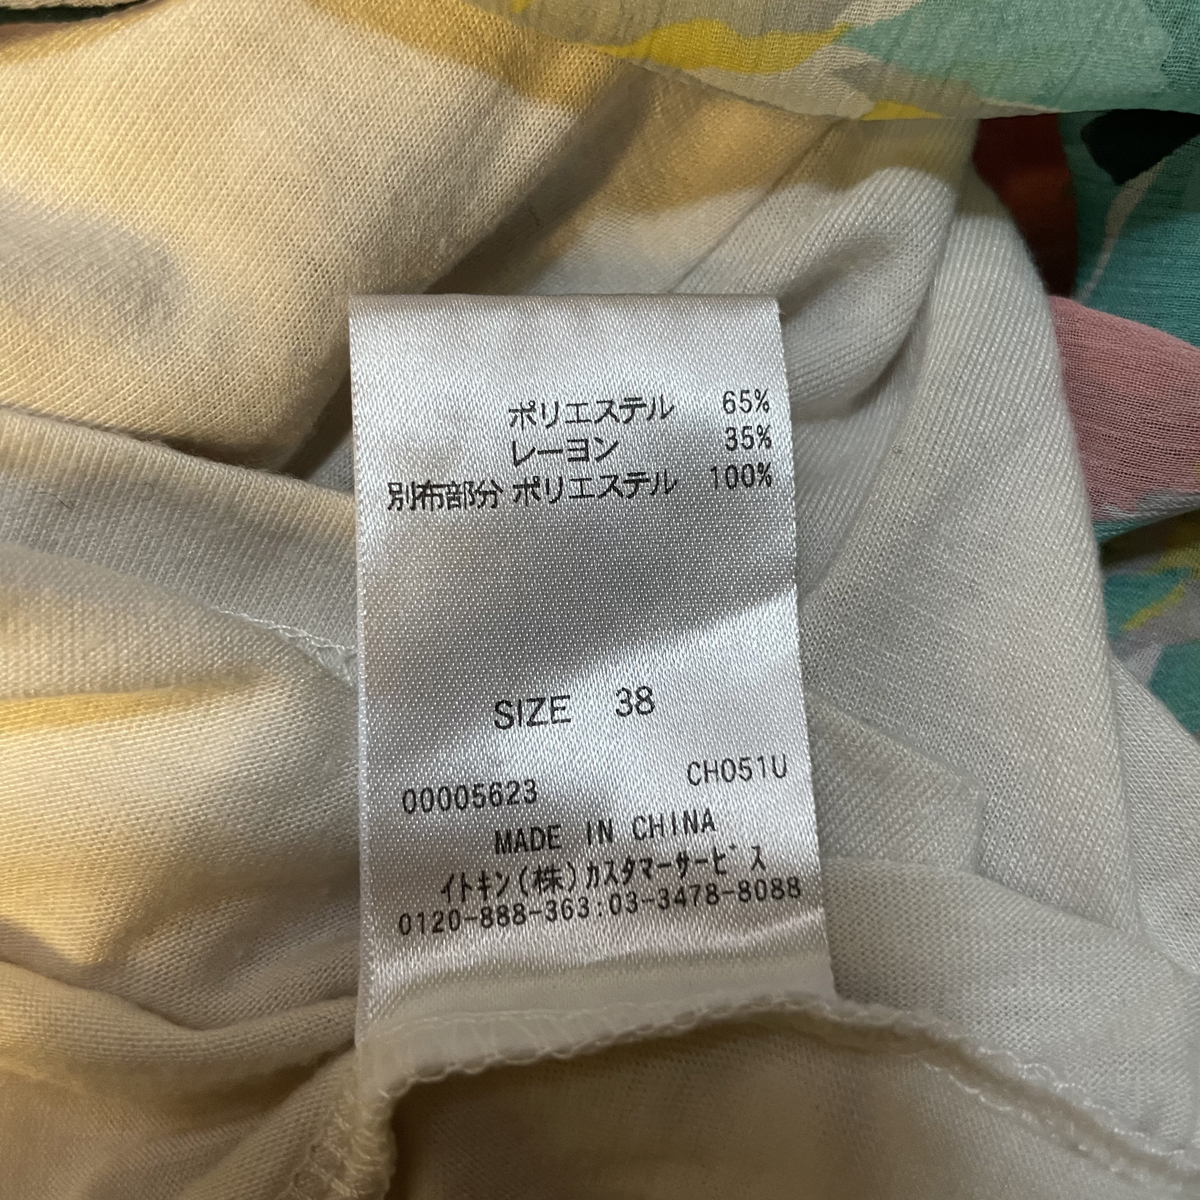 ポリエステル 65%
レーヨン 35%
別布部分 ポリエステル 100%
SIZE 38
00005623 CH051U
MADE IN CHINA
ｲﾄｷﾝ(株)ｶｽﾀﾏｰｻｰﾋﾞｽ
0120-888-363:03-3478-8088